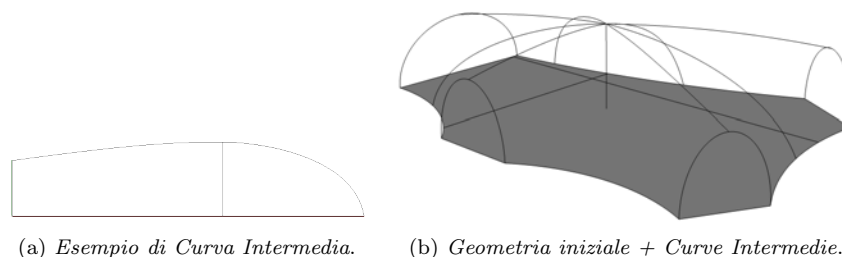 (a) Esempio di Curva Intermedia.
(b) Geometria iniziale + Curve Intermedie.